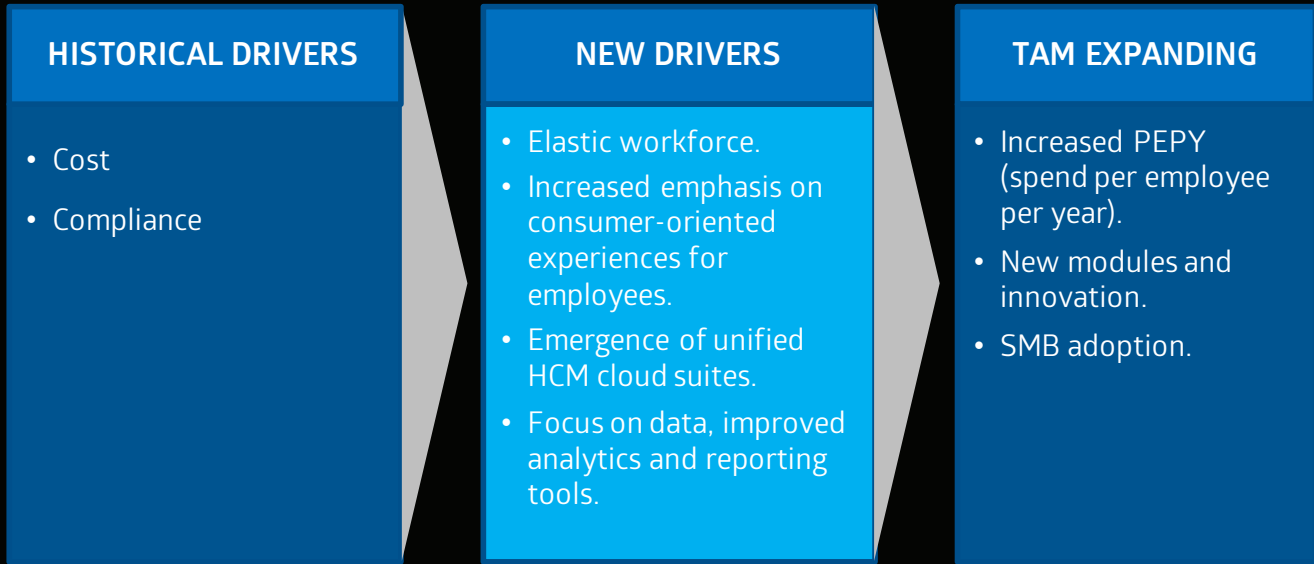 HISTORICAL DRIVERS
• Cost
• Compliance
NEW DRIVERS
• Elastic workforce.
• Increased emphasis on
consumer-oriented
experiences for
employees.
• Emergence of unified
HCM cloud suites.
• Focus on data, improved
analytics and reporting
tools.
TAM EXPANDING
• Increased PEPY
(spend per employee
per year).
• New modules and
innovation.
• SMB adoption.